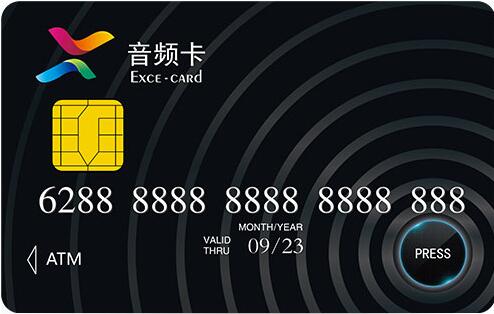 音频卡
EXCE-CARD
6288 8888 8888 8888 888
MONTH/YEAR
VALID THRU 09/23
ATM
PRESS